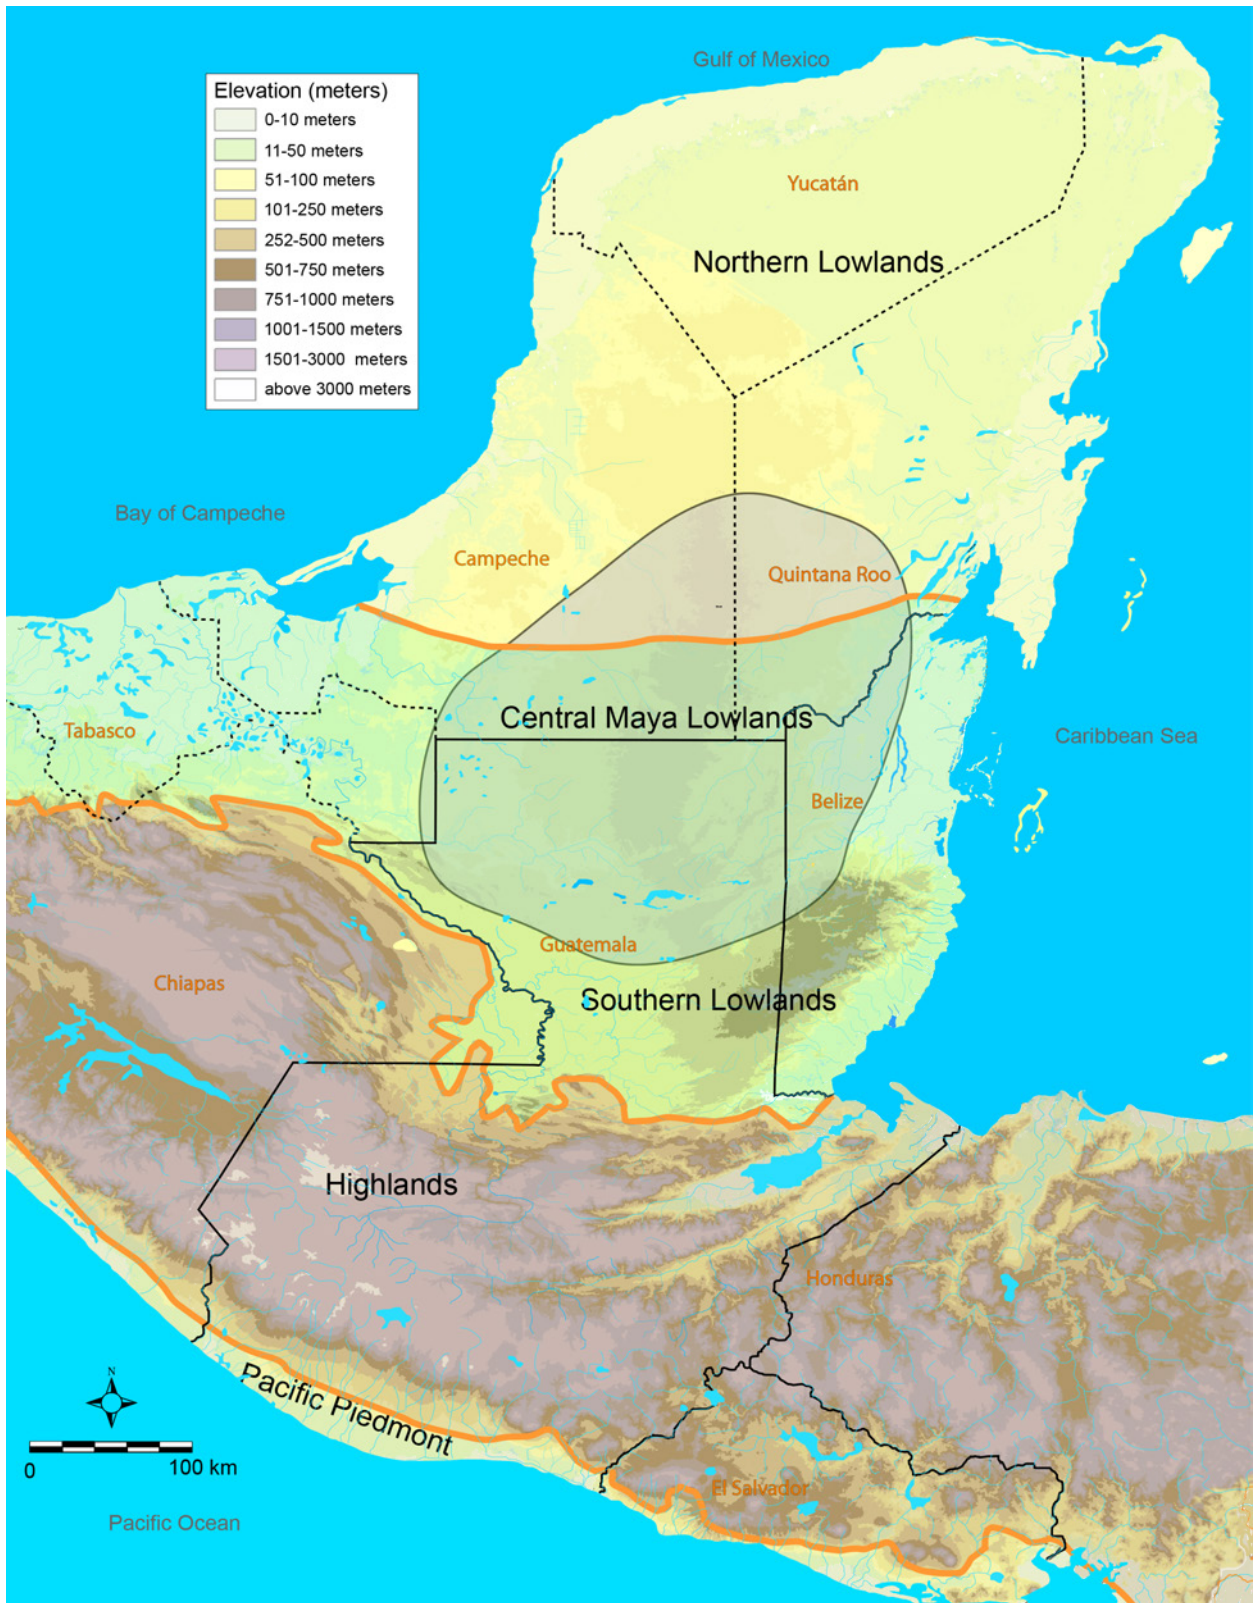 Gulf of Mexico
Elevation (meters)
0-10 meters
11-50 meters
51-100 meters
101-250 meters
252-500 meters
501-750 meters
751-1000 meters
1001-1500 meters
1501-3000 meters
above 3000 meters
Yucatán
Northern Lowlands
Bay of Campeche
Campeche
Quintana Roo
Central Maya Lowlands
Tabasco
Caribbean Sea
Belize
Guatemala
Chiapas
Southern Lowlands
Highlands
Honduras
Pacific Piedmont
N
0 100 km
El Salvador
Pacific Ocean